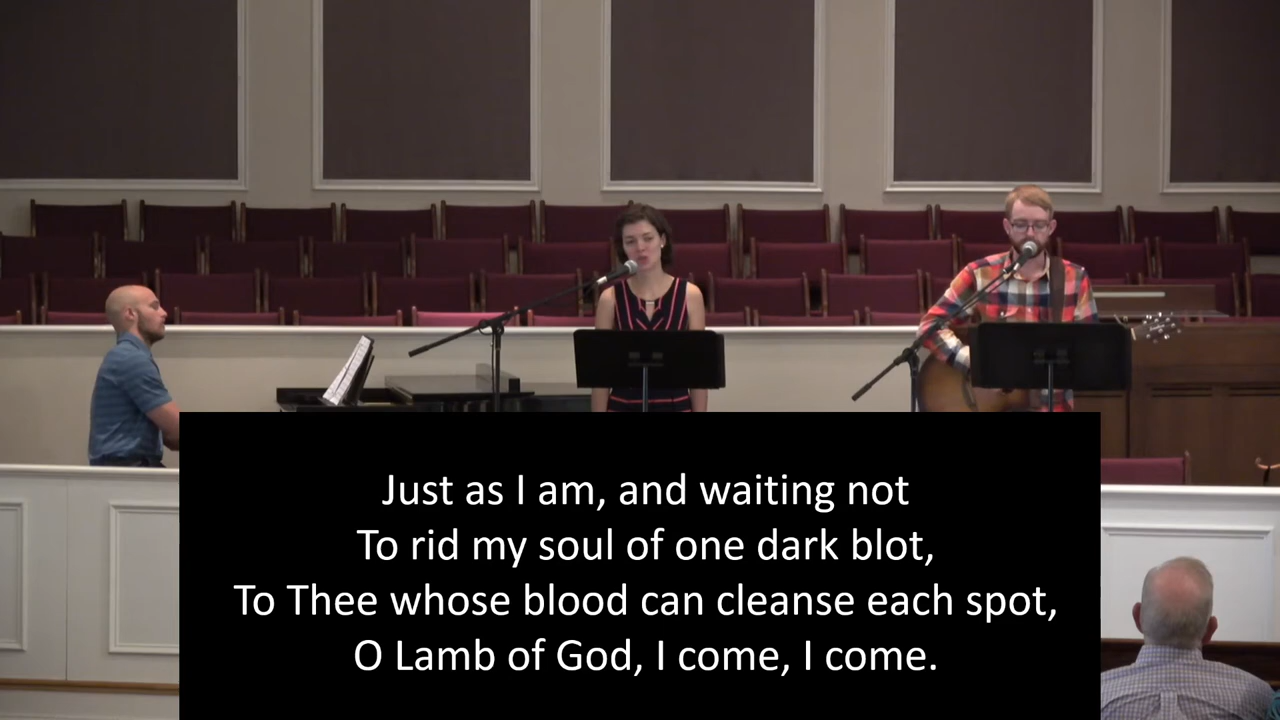 Just as I am, and waiting not
To rid my soul of one dark blot,
To Thee whose blood can cleanse each spot,
O Lamb of God, I come, I come.